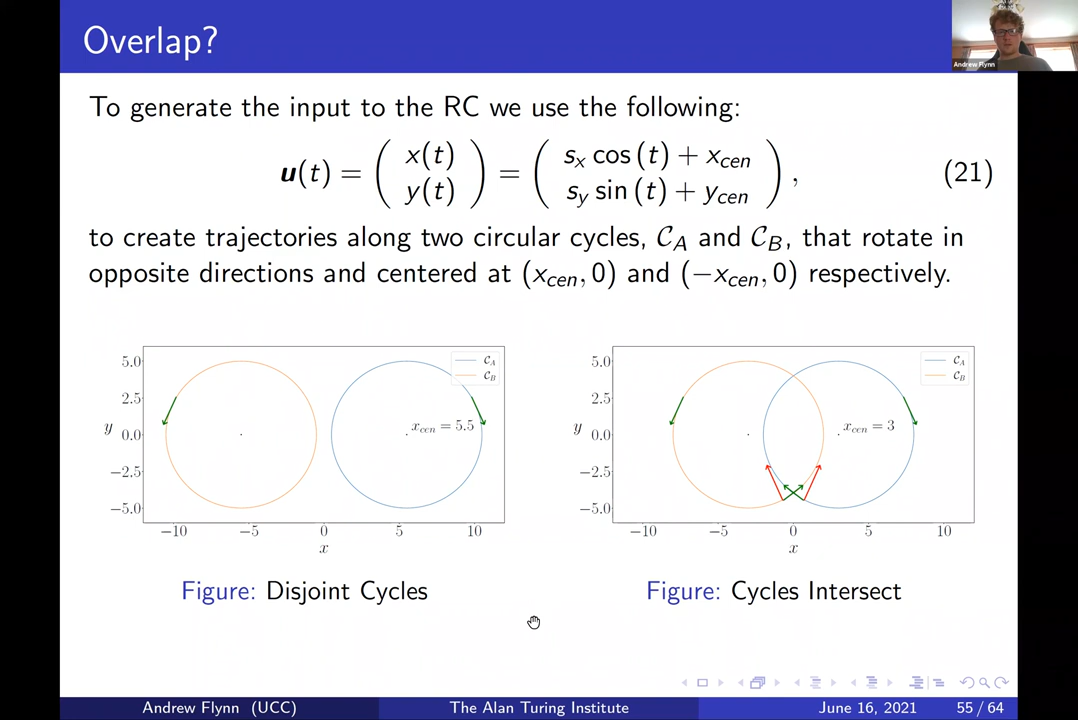 Overlap?
Andrew Flynn
To generate the input to the RC we use the following:
u(t) = ( x(t) y(t) ) = ( s_x cos (t) + x_cen s_y sin (t) + y_cen ) , (21)
to create trajectories along two circular cycles, C_A and C_B, that rotate in
opposite directions and centered at (x_cen, 0) and (−x_cen, 0) respectively.
5.0
2.5
0.0
−2.5
−5.0
y
C_A
C_B
x_cen = 5.5
−10 −5 0 5 10
x
Figure: Disjoint Cycles
5.0
2.5
0.0
−2.5
−5.0
y
C_A
C_B
x_cen = 3
−10 −5 0 5 10
x
Figure: Cycles Intersect
Andrew Flynn (UCC) The Alan Turing Institute June 16, 2021 55 / 64